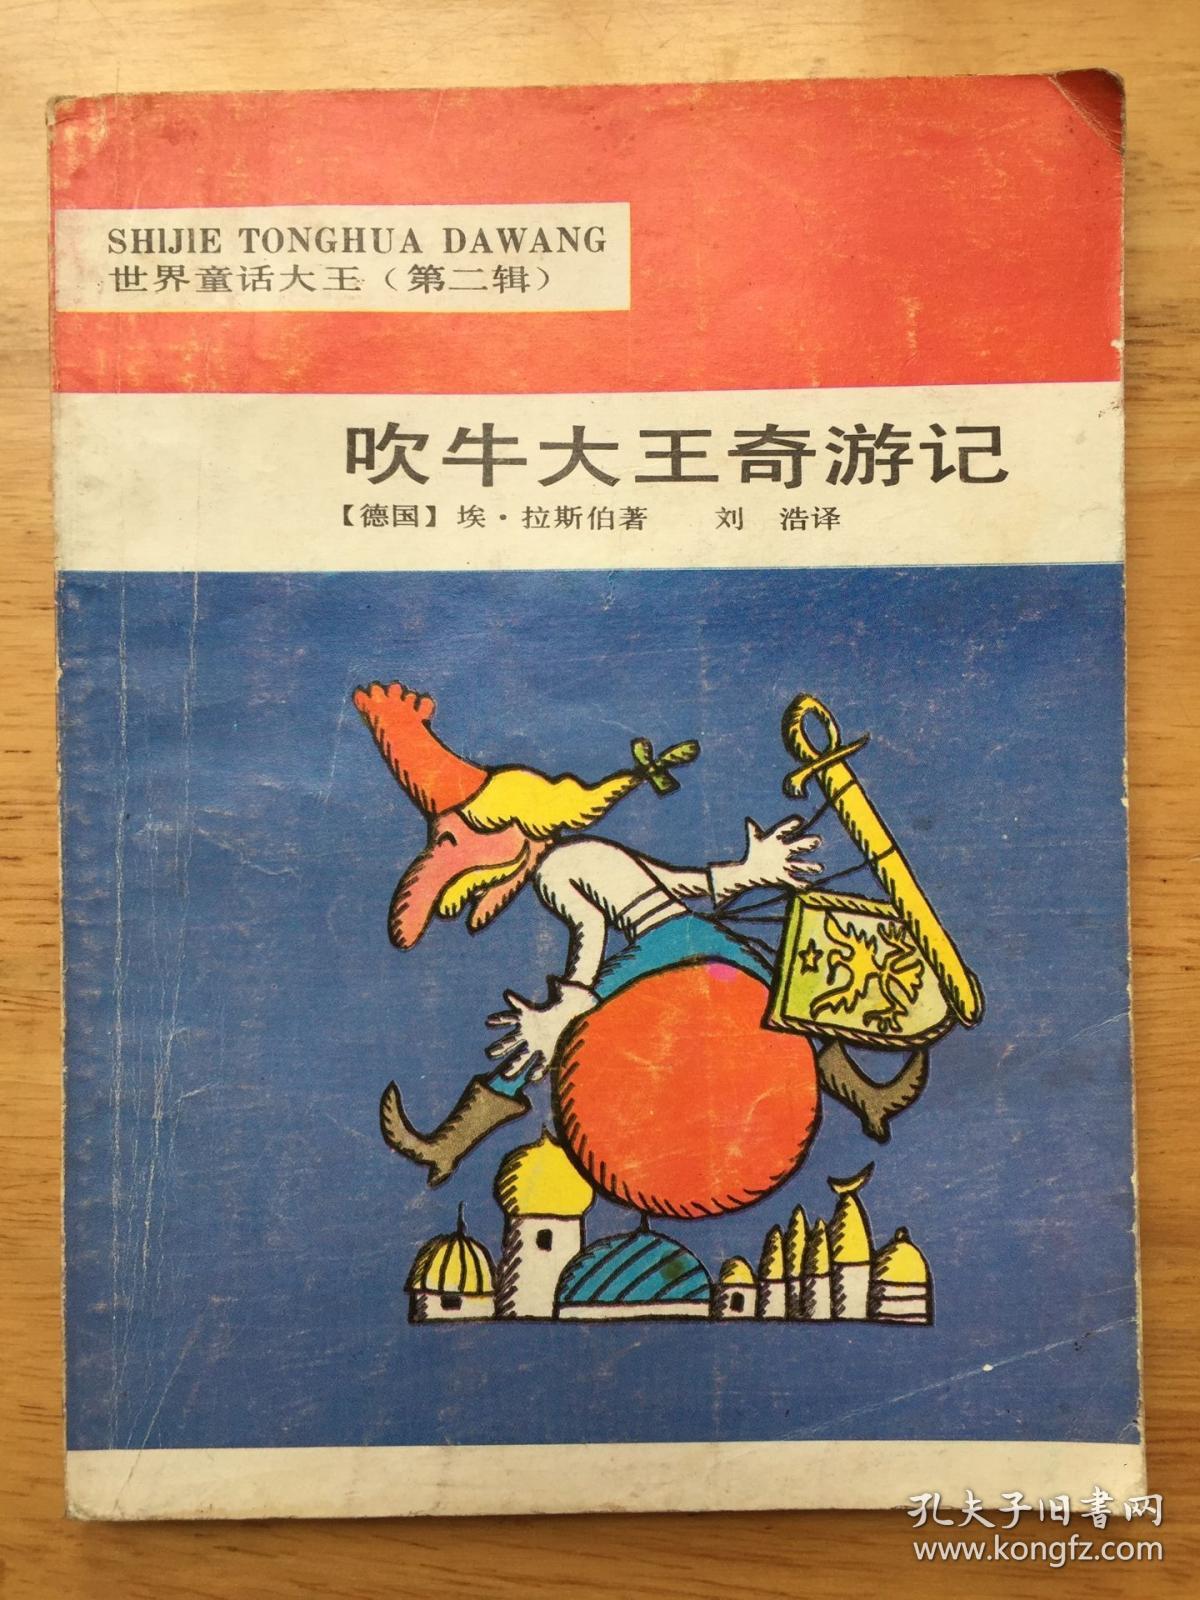 SHIJIE TONGHUA DAWANG
世界童话大王（第二辑）
吹牛大王奇游记
【德国】埃·拉斯伯著　　刘　浩译
孔夫子旧书网
www.kongfz.com